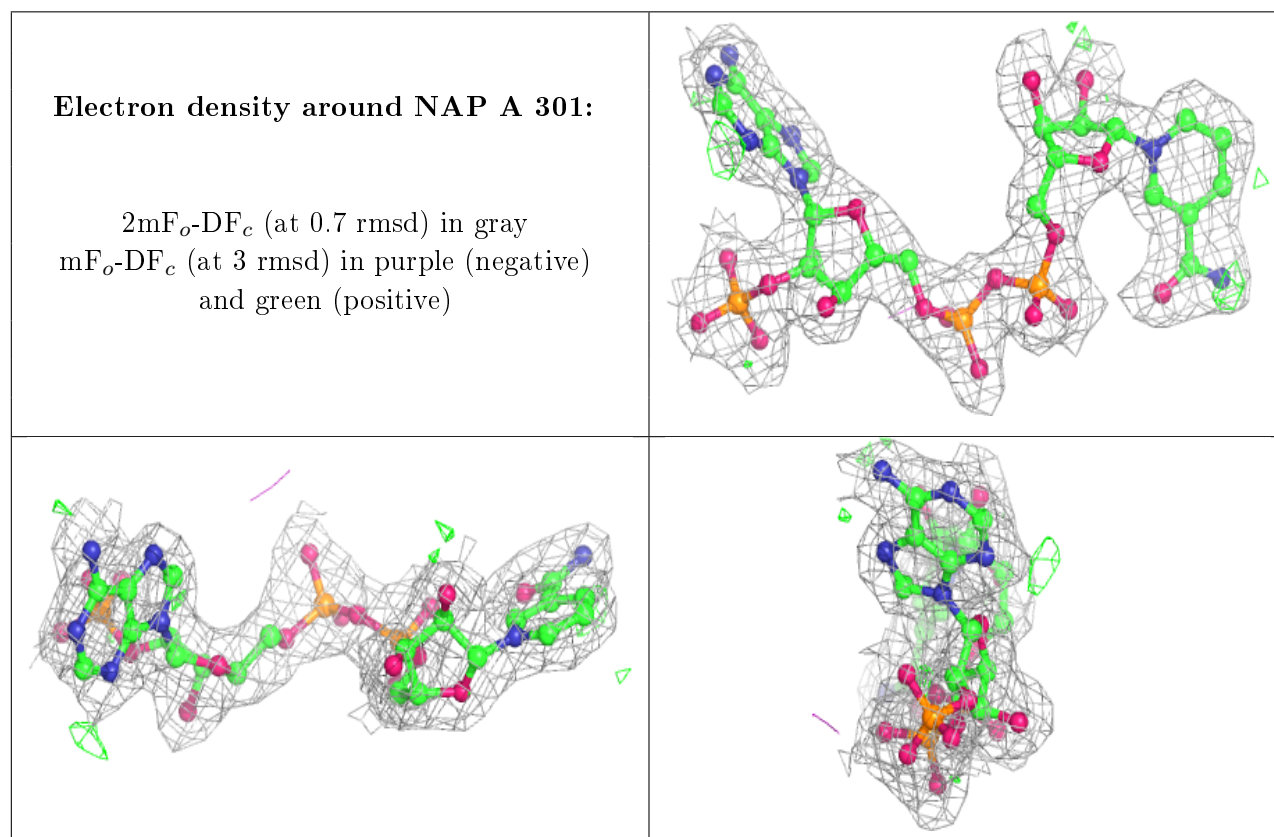 Electron density around NAP A 301:
2mFₒ-DF𝒸 (at 0.7 rmsd) in gray
mFₒ-DF𝒸 (at 3 rmsd) in purple (negative)
and green (positive)